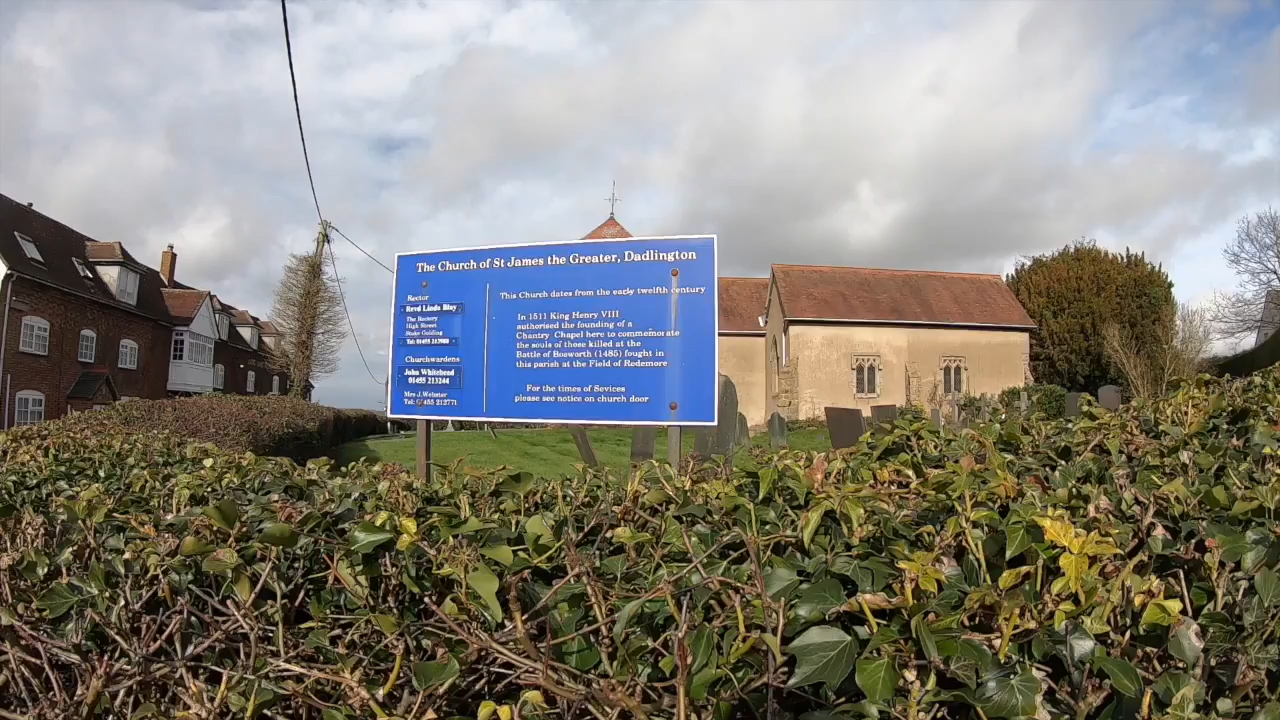 The Church of St James the Greater, Dadlington
Rector
Revd Linda Blay
The Rectory
High Street
Stoke Golding
Tel: 01455 213988
Churchwardens
John Whitehead
01455 213244
Mrs J. Webster
Tel: 01455 212771
This Church dates from the early twelfth century
In 1511 King Henry VIII
authorised the founding of a
Chantry Chapel here to commemorate
the souls of those killed at the
Battle of Bosworth (1485) fought in
this parish at the Field of Redemore
For the times of Sevices
please see notice on church door